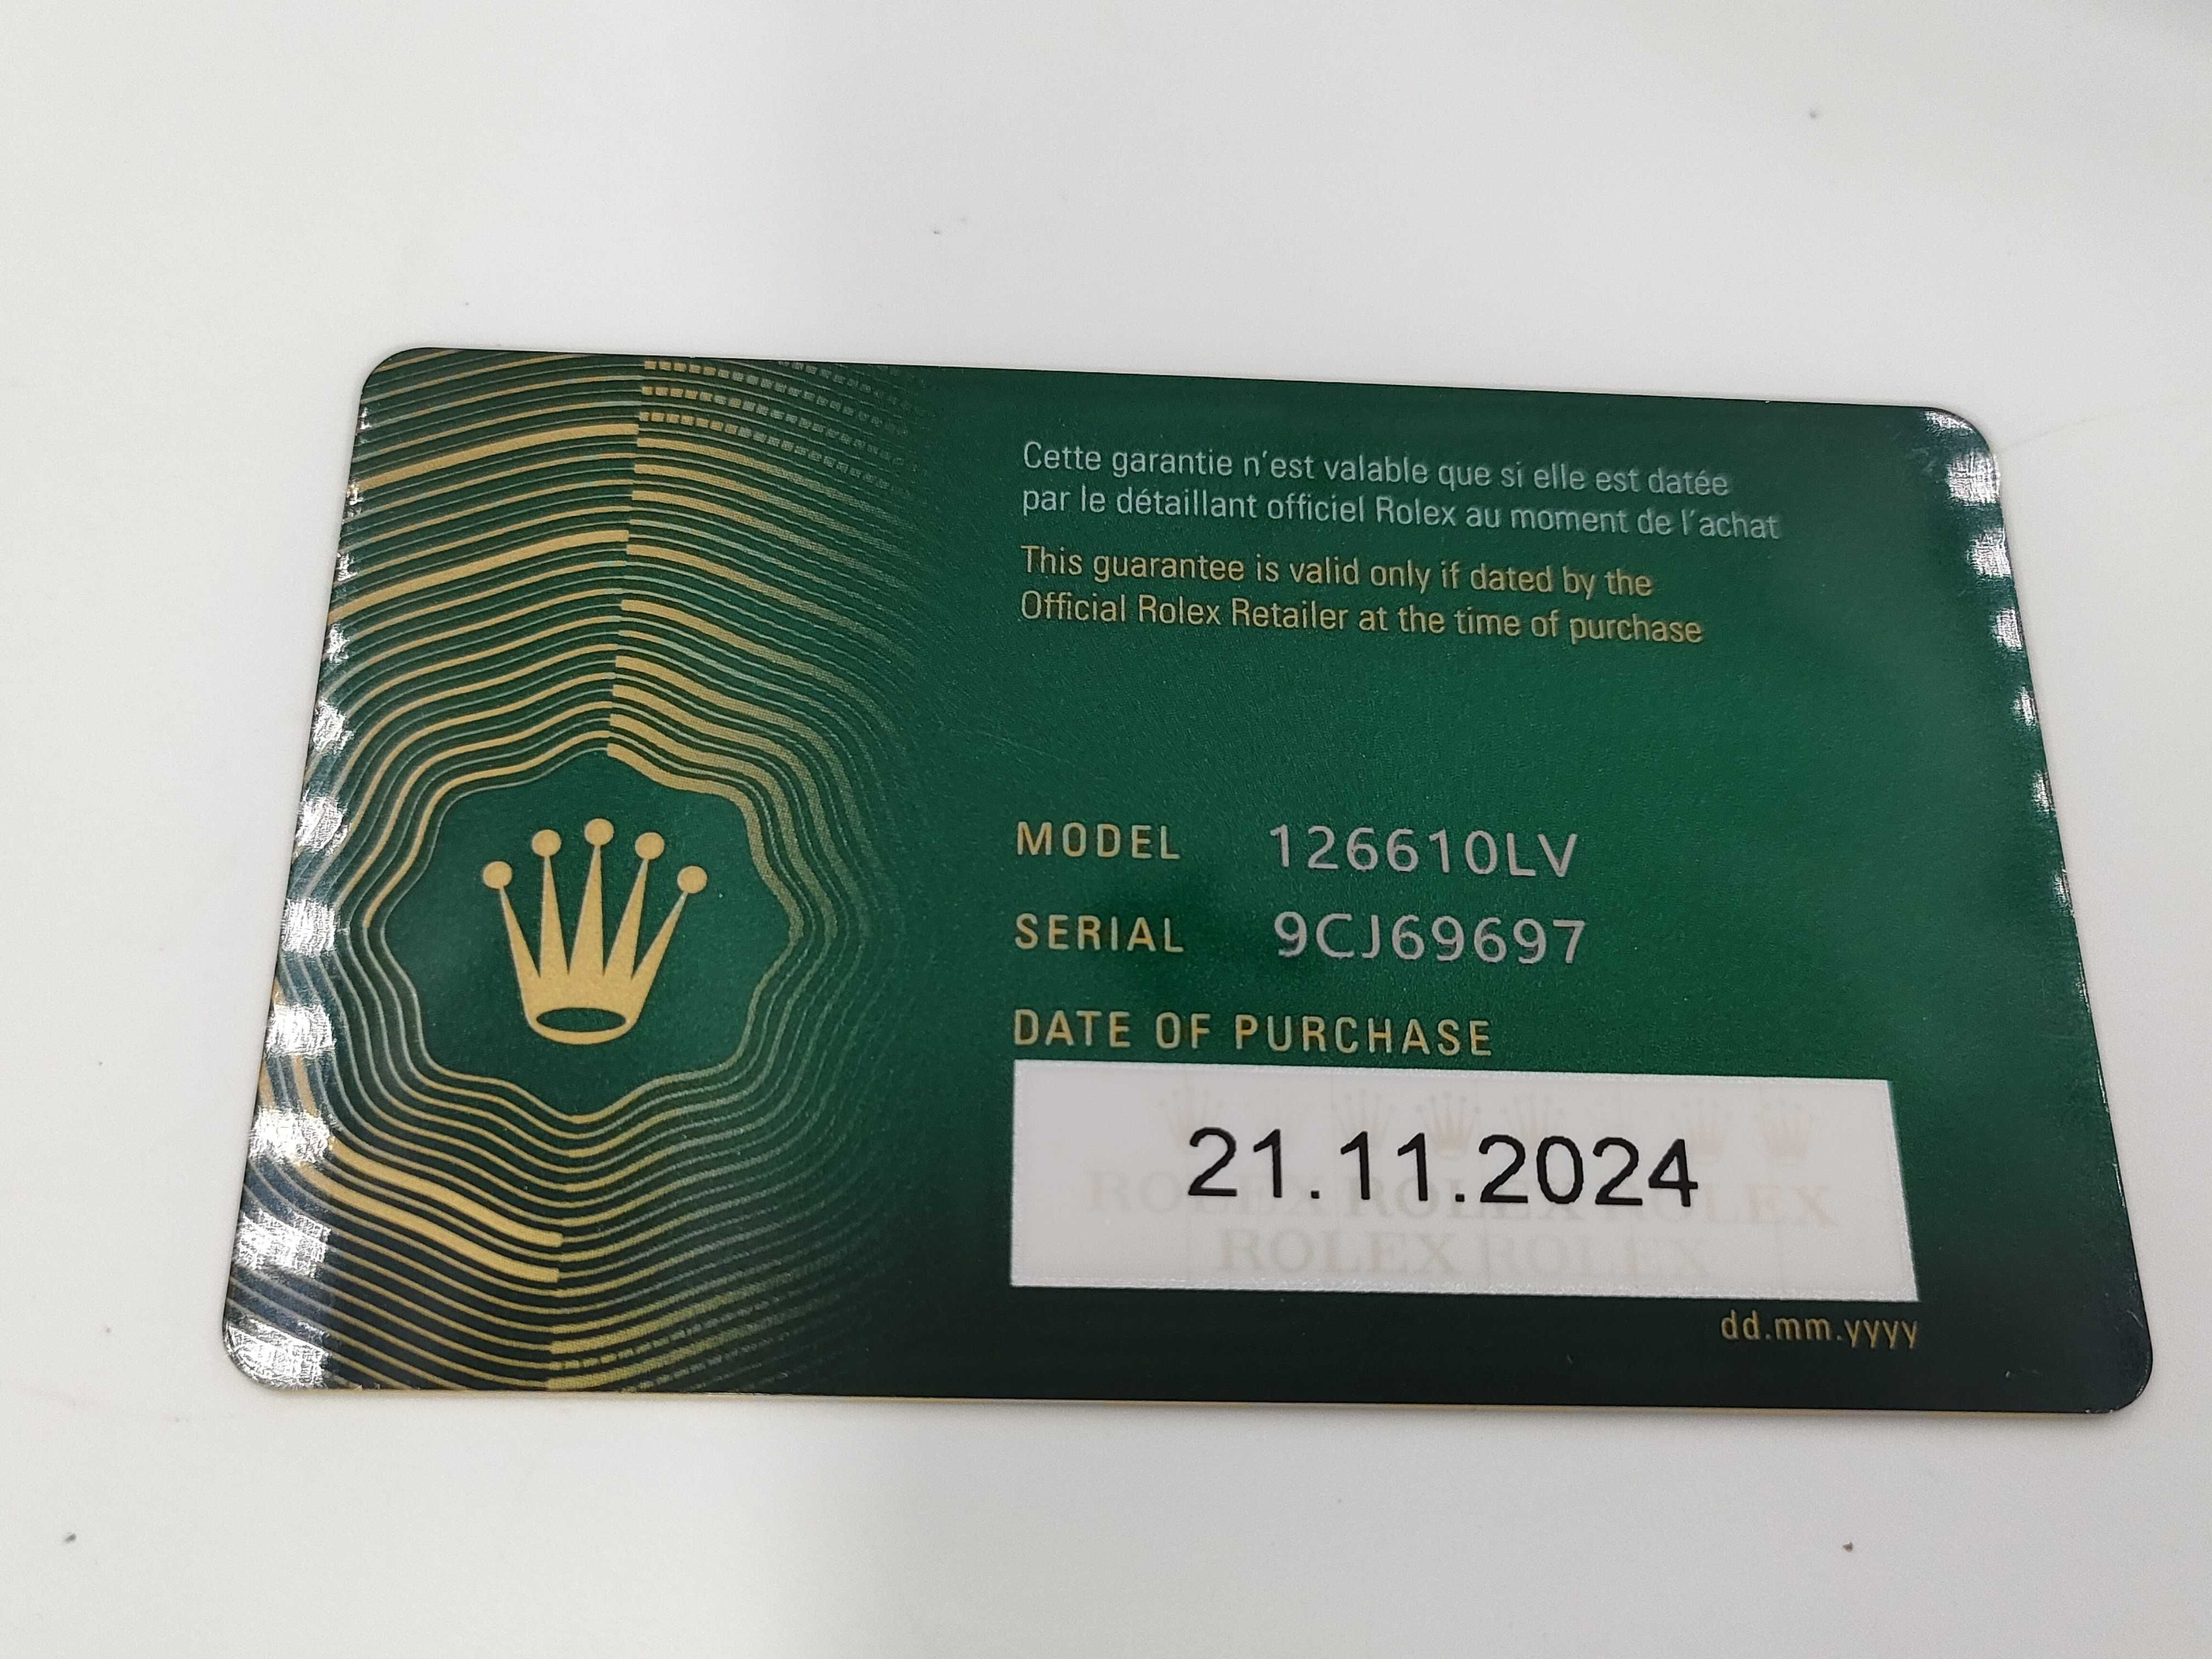 Cette garantie n'est valable que si elle est datée
par le détaillant officiel Rolex au moment de l'achat
This guarantee is valid only if dated by the
Official Rolex Retailer at the time of purchase
MODEL 126610LV
SERIAL 9CJ69697
DATE OF PURCHASE
21.11.2024
ROLEX ROLEX ROLEX
ROLEX ROLEX
dd.mm.yyyy